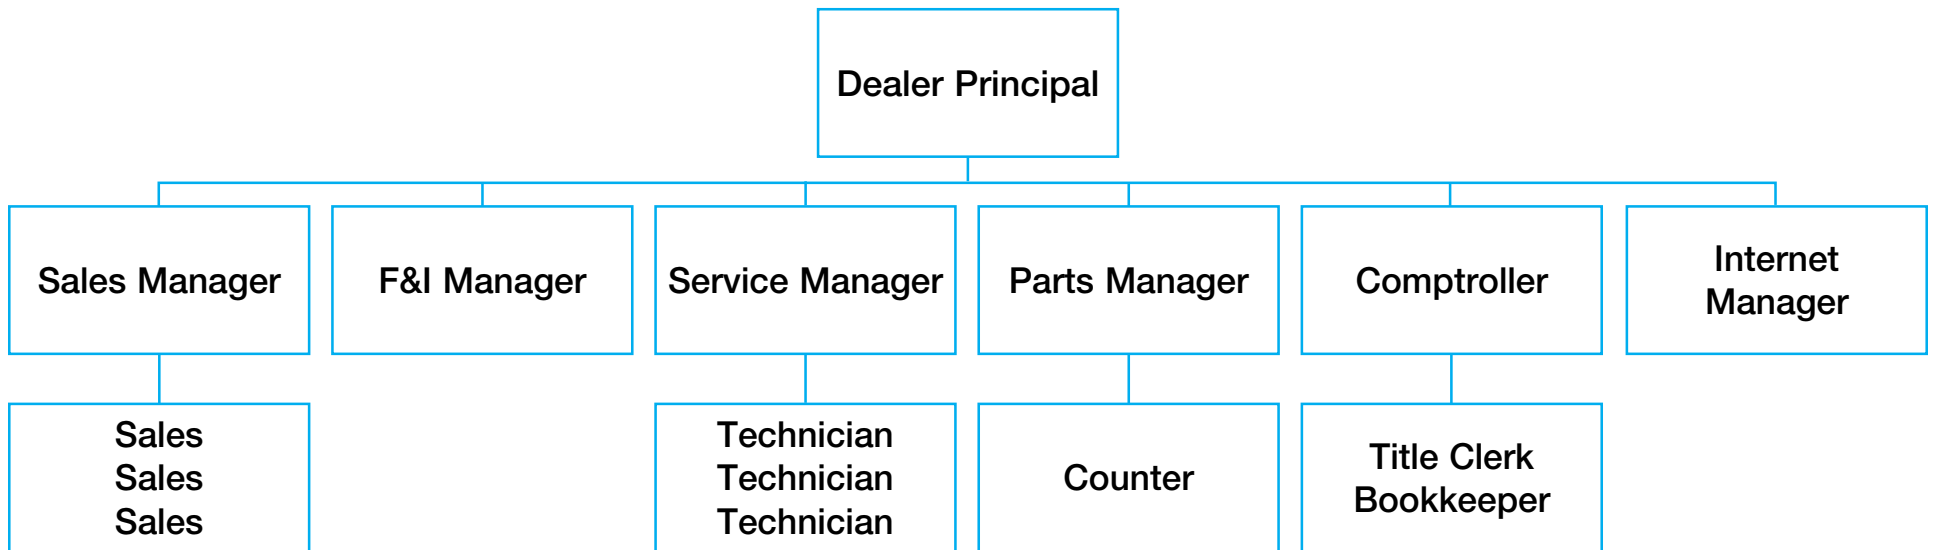 Dealer Principal
Sales Manager
F&I Manager
Service Manager
Parts Manager
Comptroller
Internet
Manager
Sales
Sales
Sales
Technician
Technician
Technician
Counter
Title Clerk
Bookkeeper